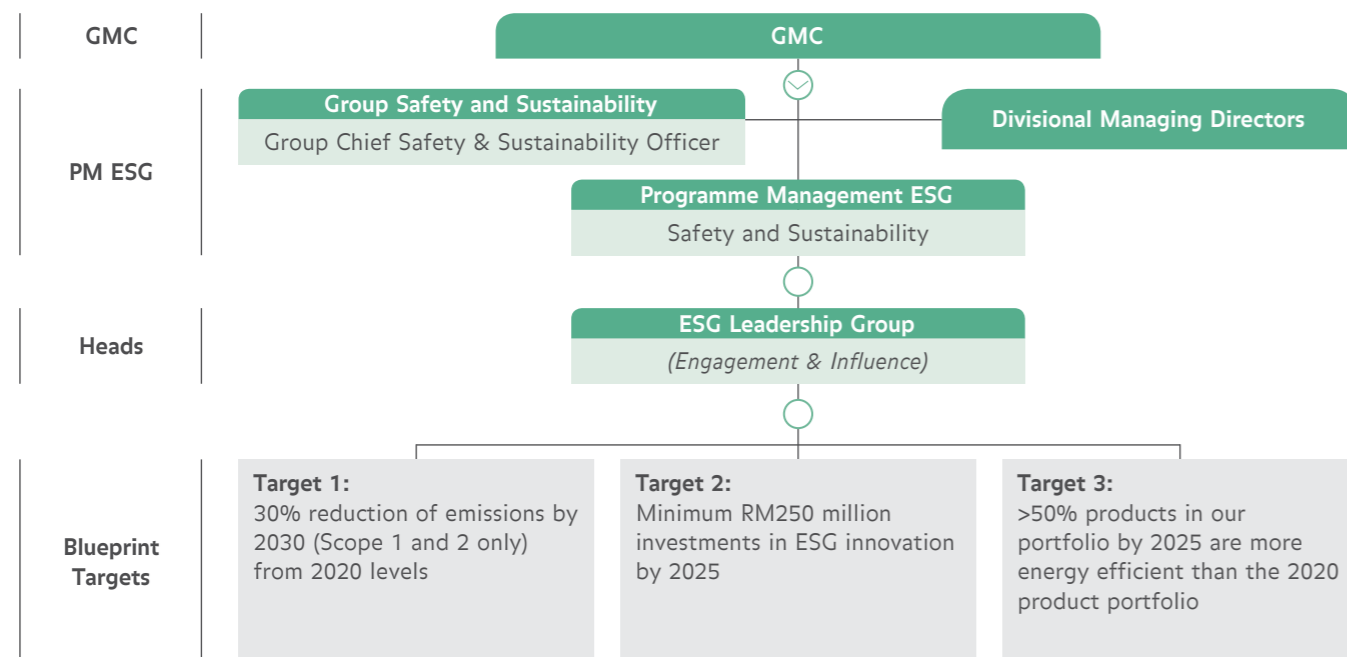 GMC
GMC
PM ESG
Group Safety and Sustainability
Group Chief Safety & Sustainability Officer
Divisional Managing Directors
Programme Management ESG
Safety and Sustainability
Heads
ESG Leadership Group
(Engagement & Influence)
Blueprint
Targets
Target 1:
30% reduction of emissions by
2030 (Scope 1 and 2 only)
from 2020 levels
Target 2:
Minimum RM250 million
investments in ESG innovation
by 2025
Target 3:
>50% products in our
portfolio by 2025 are more
energy efficient than the 2020
product portfolio